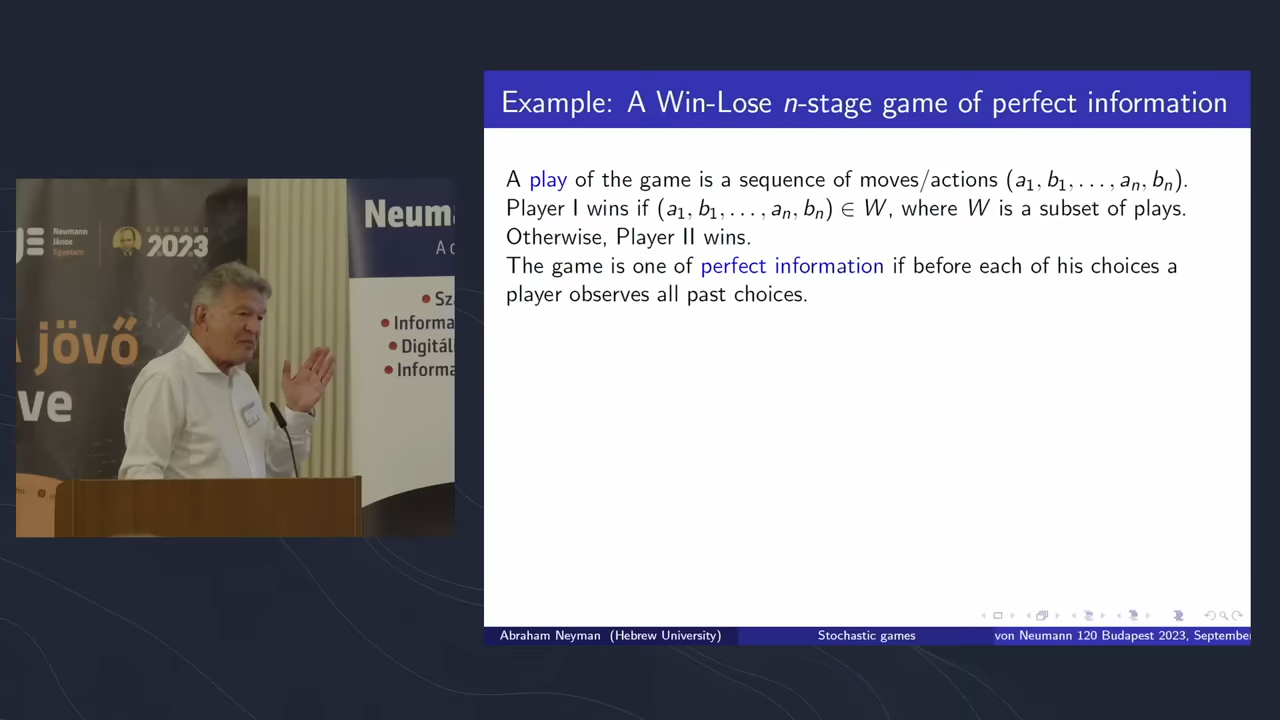 Neumann
János
Egyetem
NEUMANN
2023
jövő
ve
Neum
A
Sz
Informa
Digitáli
Informa
Example: A Win-Lose n-stage game of perfect information
A play of the game is a sequence of moves/actions (a₁, b₁, . . . , aₙ, bₙ).
Player I wins if (a₁, b₁, . . . , aₙ, bₙ) ∈ W, where W is a subset of plays.
Otherwise, Player II wins.
The game is one of perfect information if before each of his choices a
player observes all past choices.
Abraham Neyman (Hebrew University)
Stochastic games
von Neumann 120 Budapest 2023, September